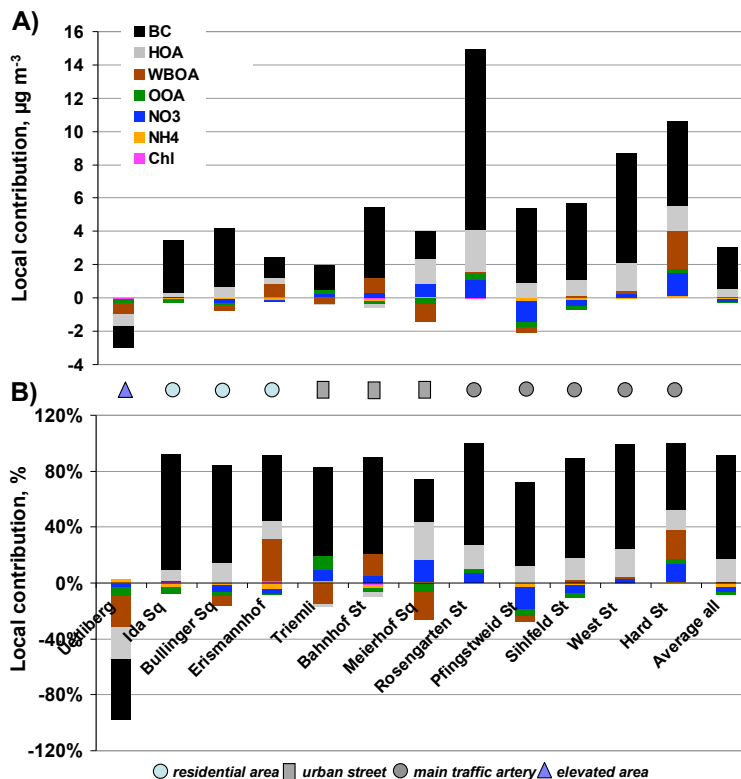 A)
16
14
12
10
8
6
4
2
0
-2
-4
Local contribution, µg m-3
BC
HOA
WBOA
OOA
NO3
NH4
Chl
B)
120%
80%
40%
0%
-40%
-80%
-120%
Local contribution, %
Uetliberg
Ida Sq
Bullinger Sq
Erismannhof
Triemli
Bahnhof St
Meierhof Sq
Rosengarten St
Pfingstweid St
Sihlfeld St
West St
Hard St
Average all
residential area urban street main traffic artery elevated area